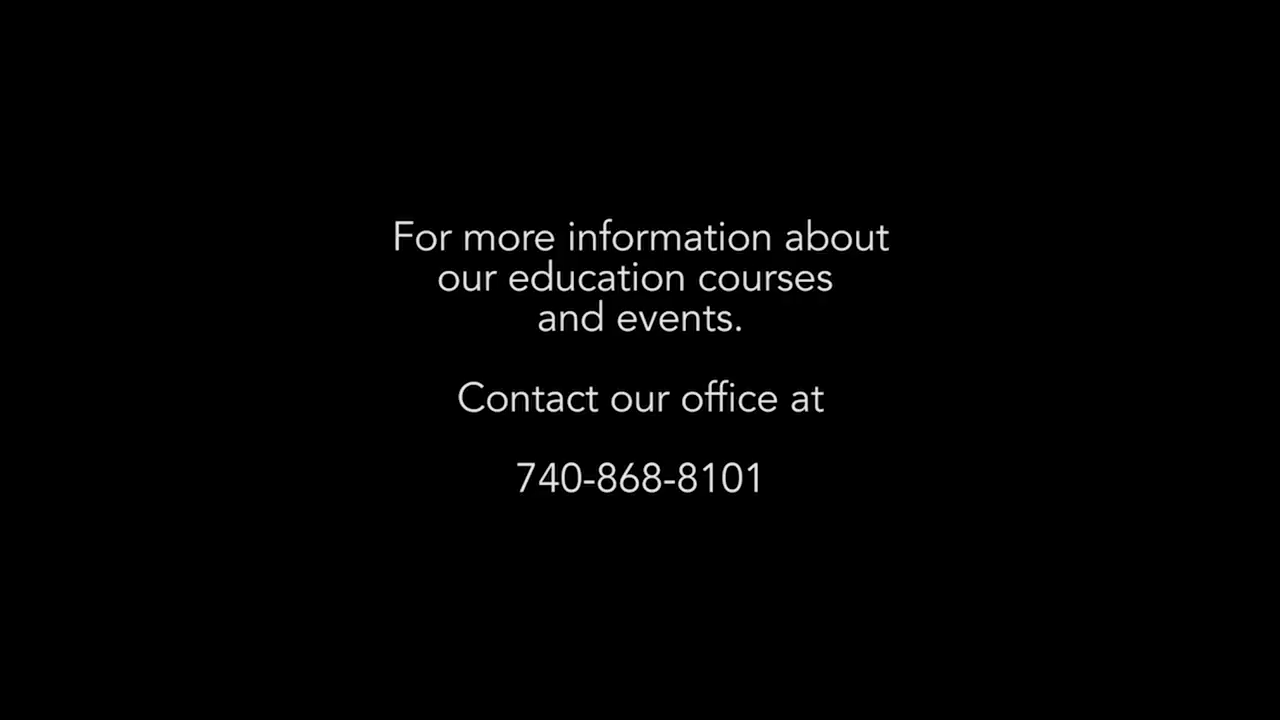 For more information about
our education courses
and events.
Contact our office at
740-868-8101